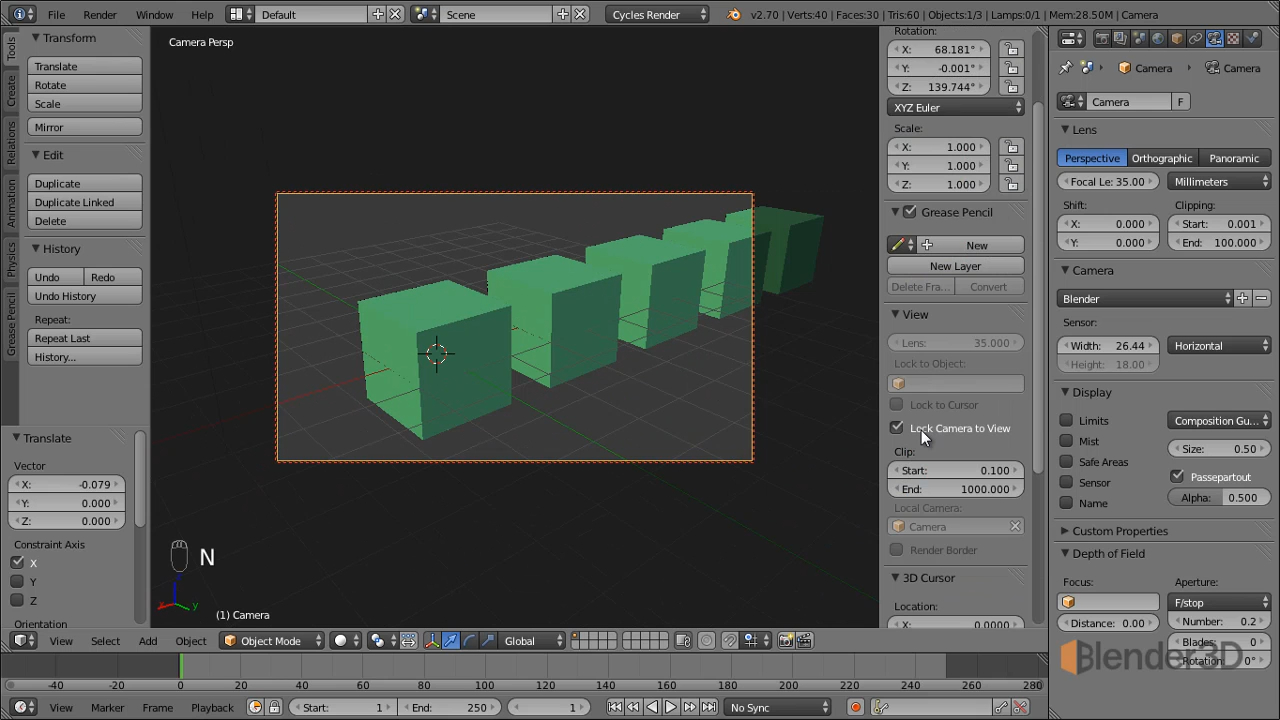 File Render Window Help Default Scene Cycles Render v2.70 | Verts:40 | Faces:30 | Tris:60 | Objects:1/3 | Lamps:0/1 | Mem:28.50M | Camera
Tools
Create
Relations
Animation
Physics
Grease Pencil
Transform
Translate
Rotate
Scale
Mirror
Edit
Duplicate
Duplicate Linked
Delete
History
Undo Redo
Undo History
Repeat:
Repeat Last
History...
Translate
Vector
X: -0.079
Y: 0.000
Z: 0.000
Constraint Axis
X
Y
Z
Orientation
Camera Persp
N
(1) Camera
Rotation:
X: 68.181°
Y: -0.001°
Z: 139.744°
XYZ Euler
Scale:
X: 1.000
Y: 1.000
Z: 1.000
Grease Pencil
New
New Layer
Delete Fra... Convert
View
Lens: 35.000
Lock to Object:
Lock to Cursor
Lock Camera to View
Clip:
Start: 0.100
End: 1000.000
Local Camera:
Camera
Render Border
3D Cursor
Location:
X: 0.0000
Camera Camera
Camera F
Lens
Perspective Orthographic Panoramic
Focal Le: 35.00 Millimeters
Shift: Clipping:
X: 0.000 Start: 0.001
Y: 0.000 End: 100.000
Camera
Blender
Sensor:
Width: 26.44 Horizontal
Height: 18.00
Display
Limits Composition Gu...
Mist Size: 0.50
Safe Areas
Sensor Passepartout
Name Alpha: 0.500
Custom Properties
Depth of Field
Focus: Aperture:
F/stop
Distance: 0.00 Number: 0.2
Blades: 0
Rotation: 0°
Blender3D
View Select Add Object Object Mode Global
-40 -20 0 20 40 60 80 100 120 140 160 180 200 220 240 260 280
View Marker Frame Playback Start: 1 End: 250 1 No Sync